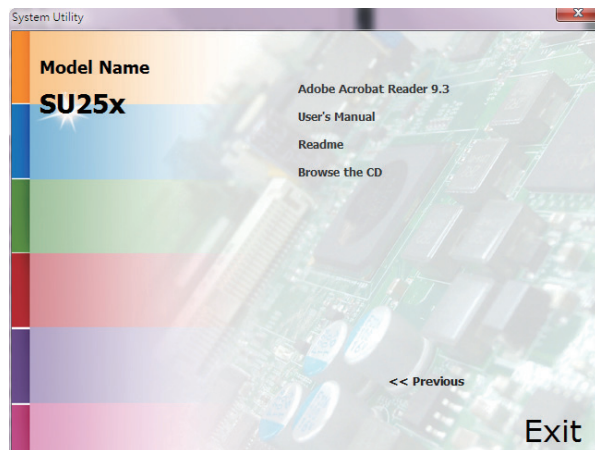 System Utility
Model Name
SU25x
Adobe Acrobat Reader 9.3
User's Manual
Readme
Browse the CD
<< Previous
Exit